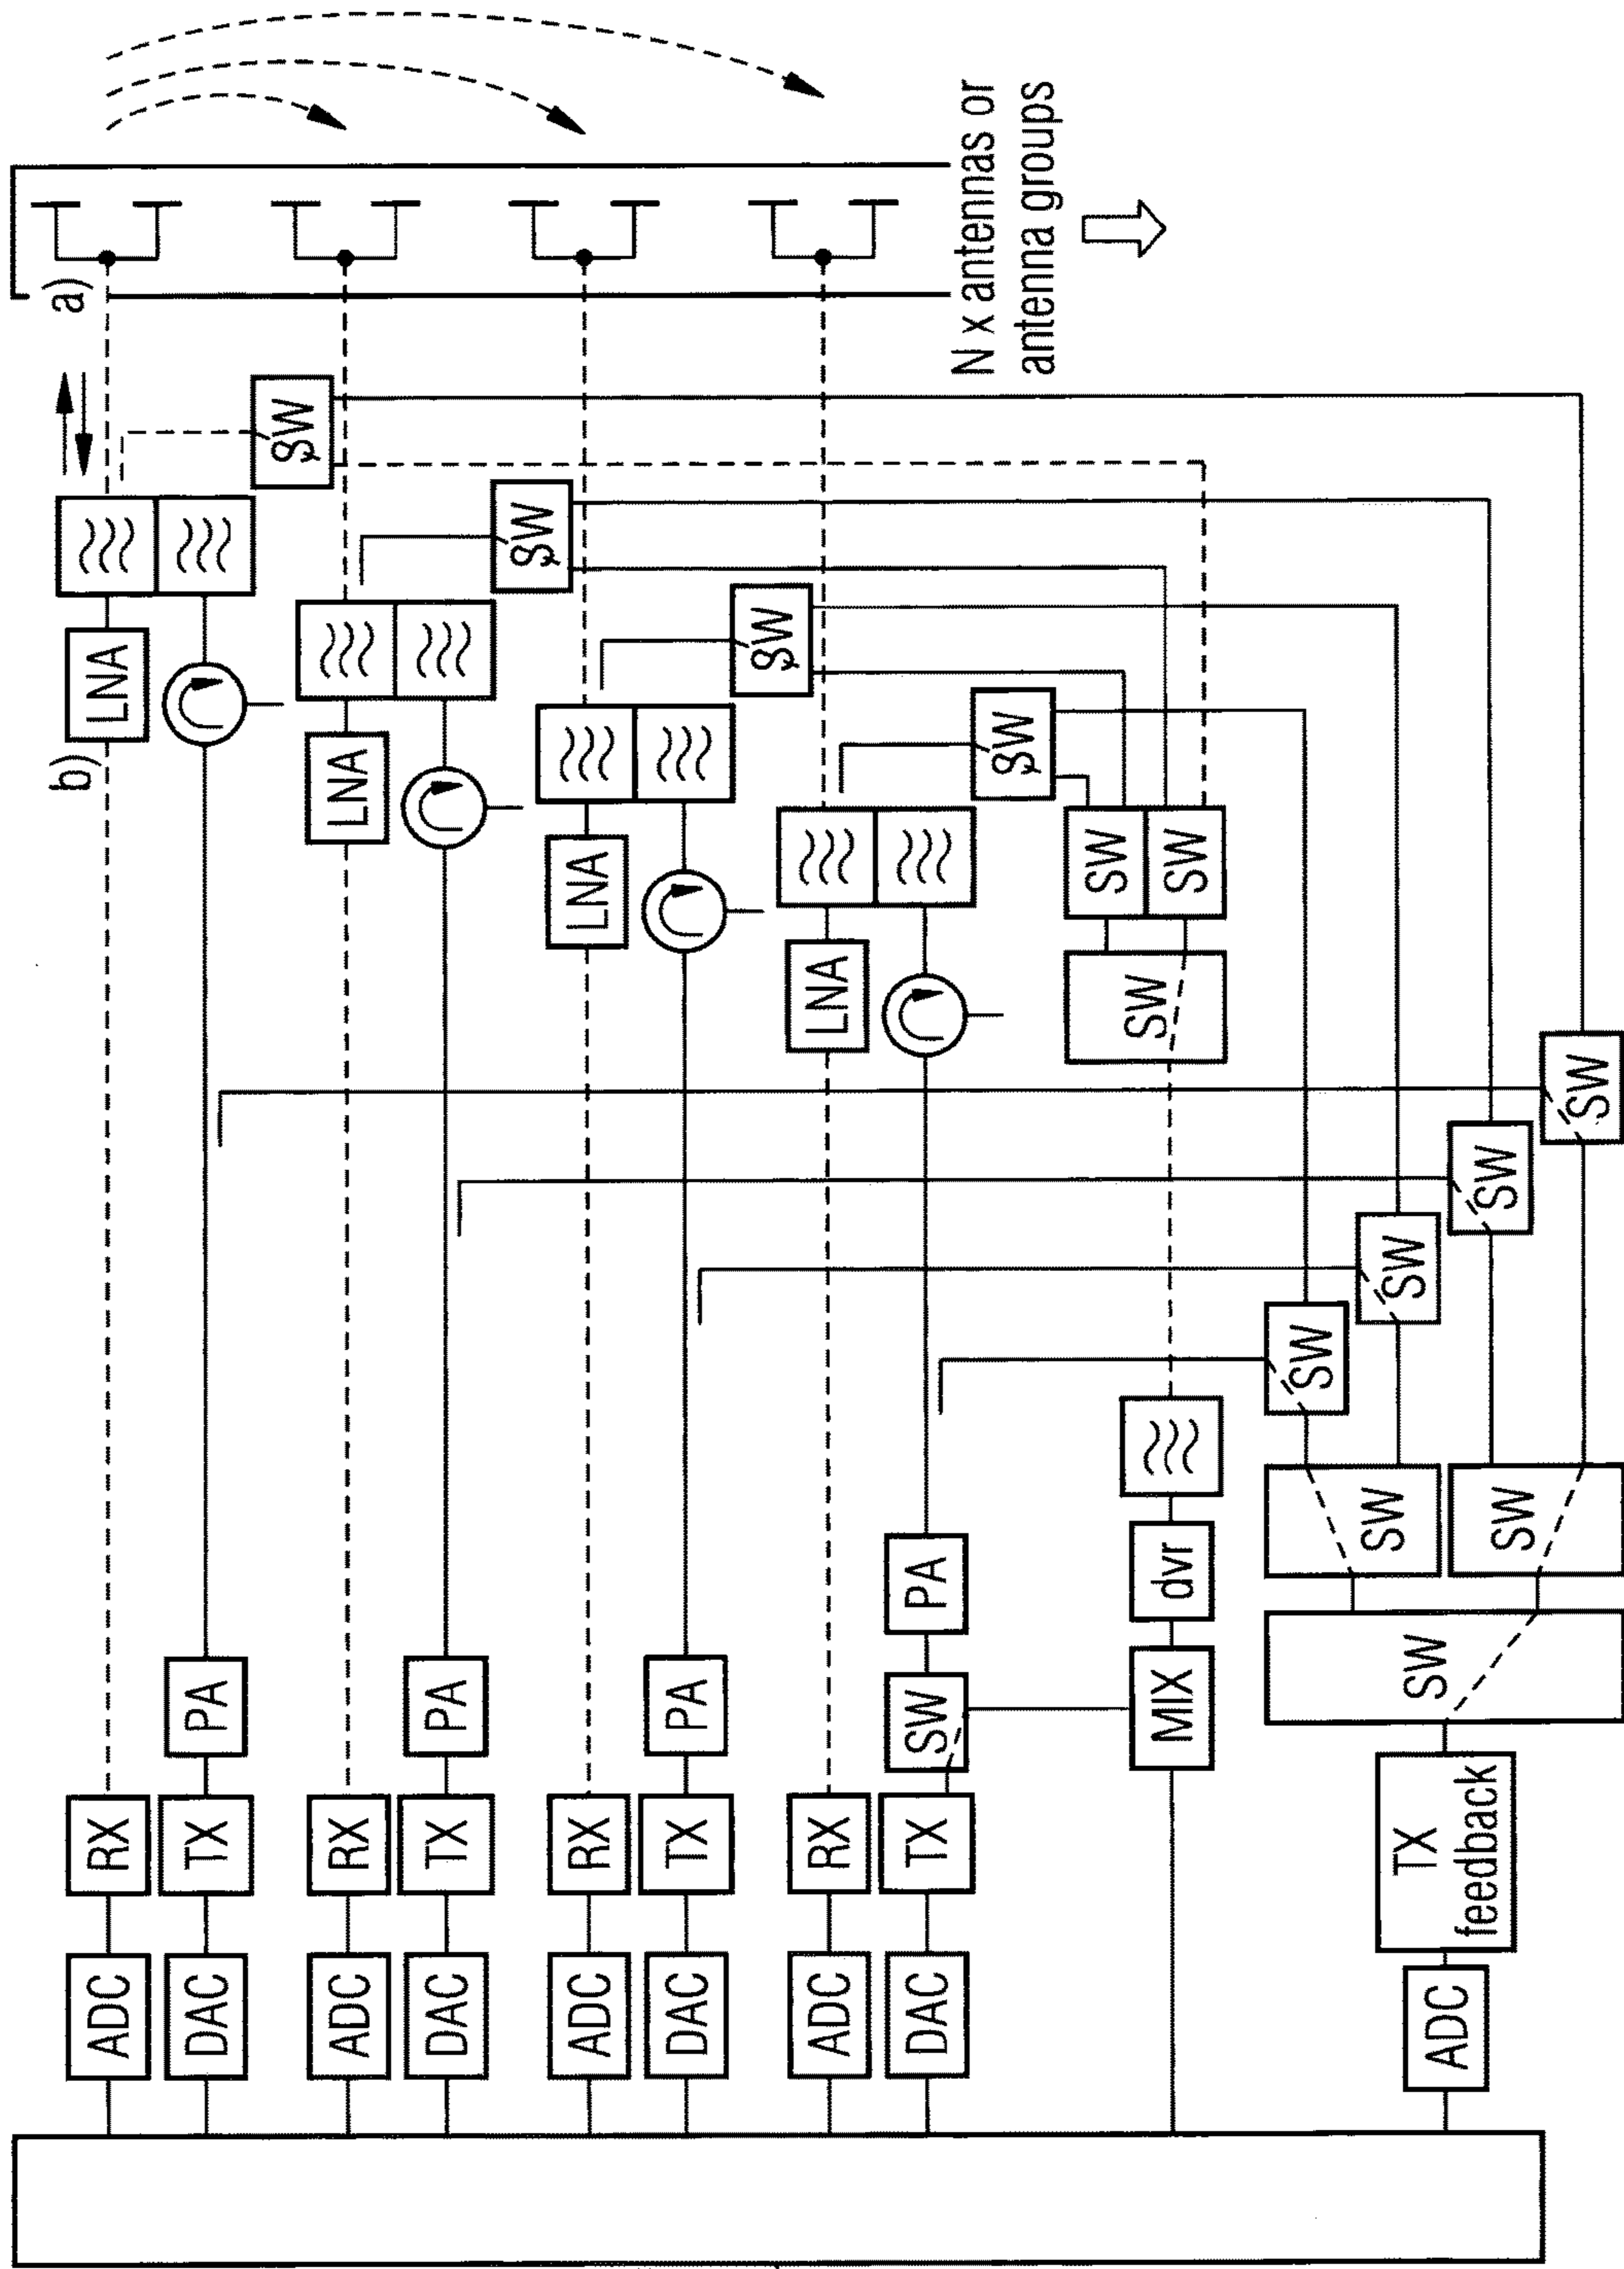 a)
N x antennas or
antenna groups
SW
SW
SW
SW
b)
LNA
LNA
LNA
LNA
SW
SW
SW
SW
SW
SW
SW
PA
PA
PA
PA
SW
dvr
MIX
SW
SW
SW
RX
TX
RX
TX
RX
TX
RX
TX
TX
feedback
ADC
DAC
ADC
DAC
ADC
DAC
ADC
DAC
ADC